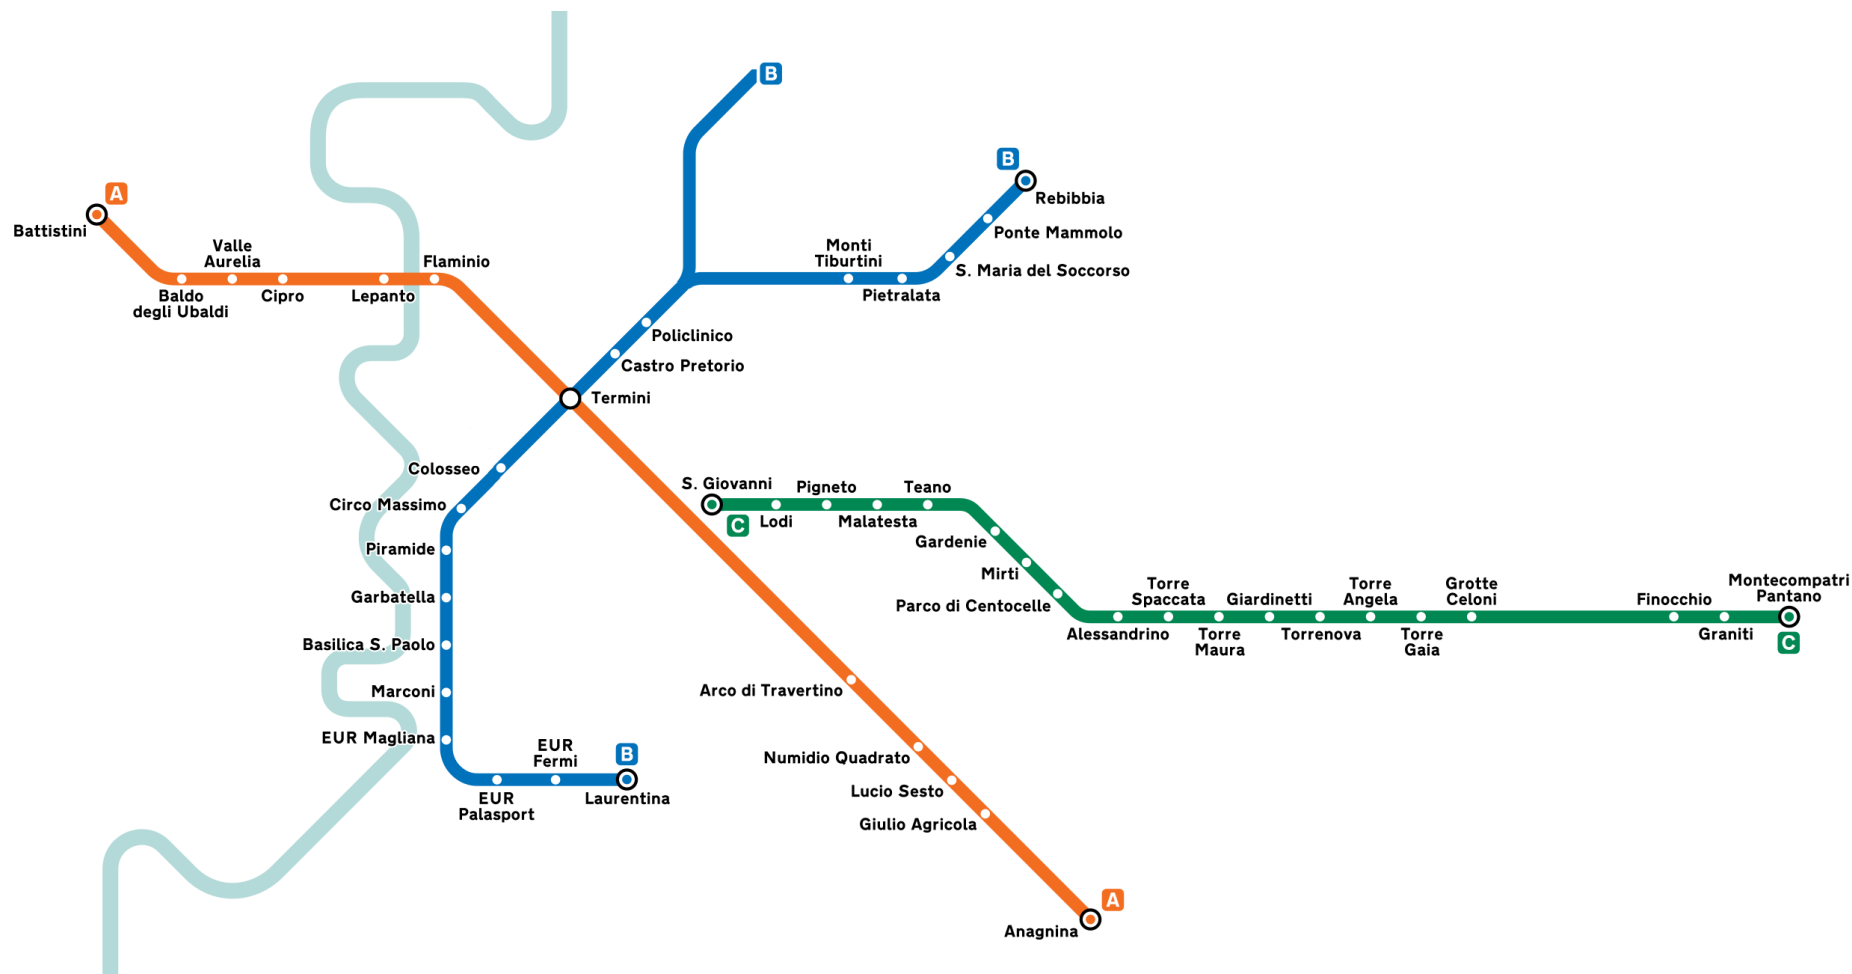 B
B
Rebibbia
A
Battistini
Ponte Mammolo
Valle
Aurelia
Flaminio
Monti
Tiburtini
S. Maria del Soccorso
Baldo
degli Ubaldi
Cipro
Lepanto
Pietralata
Policlinico
Castro Pretorio
Termini
Colosseo
S. Giovanni
Pigneto
Teano
Circo Massimo
C
Lodi
Malatesta
Gardenie
Piramide
Mirti
Garbatella
Parco di Centocelle
Torre
Spaccata
Giardinetti
Torre
Angela
Grotte
Celoni
Finocchio
Montecompatri
Pantano
Alessandrino
Torre
Maura
Torrenova
Torre
Gaia
Graniti
C
Basilica S. Paolo
Marconi
Arco di Travertino
EUR Magliana
EUR
Fermi
B
Numidio Quadrato
EUR
Palasport
Laurentina
Lucio Sesto
Giulio Agricola
A
Anagnina